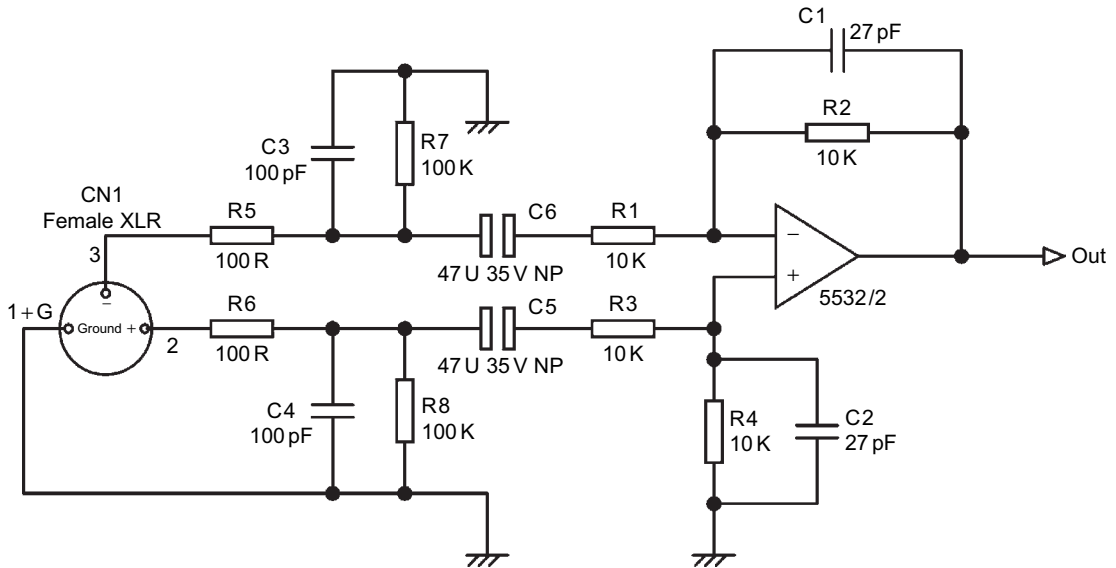 C1
27 pF
R2
10 K
C3
100 pF
R7
100 K
CN1
Female XLR
3
R5
100 R
C6
47 U 35 V NP
R1
10 K
−
+
5532/2
Out
1+G
−
Ground +
2
R6
100 R
C5
47 U 35 V NP
R3
10 K
C4
100 pF
R8
100 K
R4
10 K
C2
27 pF